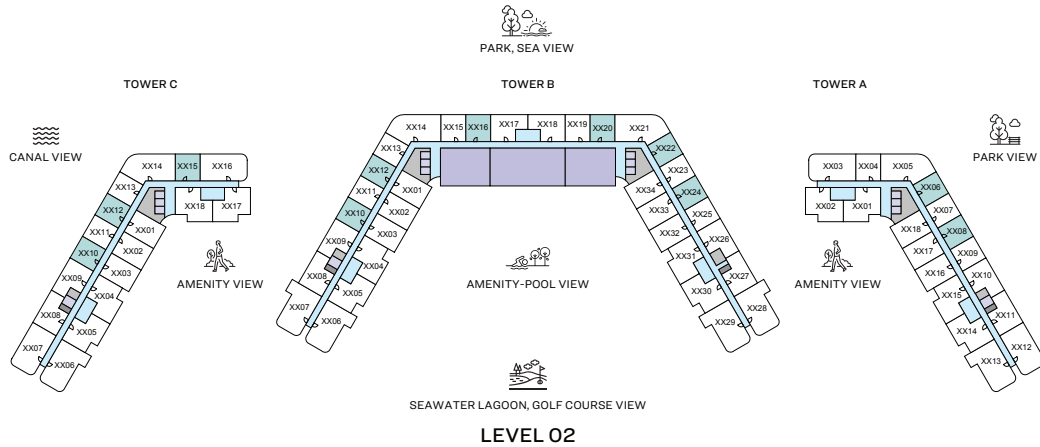 PARK, SEA VIEW
TOWER C
TOWER B
TOWER A
CANAL VIEW
PARK VIEW
XX14 XX15 XX16
XX13
XX12
XX11
XX10
XX09
XX08
XX07
XX06
XX05
XX04
XX03
XX02
XX01
XX18 XX17
XX14 XX15 XX16 XX17 XX18 XX19 XX20 XX21
XX13
XX12
XX11
XX10
XX09
XX08
XX07
XX06
XX05
XX04
XX03
XX02
XX01
XX22
XX23
XX24
XX25
XX26
XX27
XX28
XX29
XX30
XX31
XX32
XX33
XX34
XX03 XX04 XX05
XX02 XX01
XX06
XX07
XX08
XX09
XX10
XX11
XX12
XX13
XX14
XX15
XX16
XX17
XX18
AMENITY VIEW
AMENITY-POOL VIEW
AMENITY VIEW
SEAWATER LAGOON, GOLF COURSE VIEW
LEVEL 02